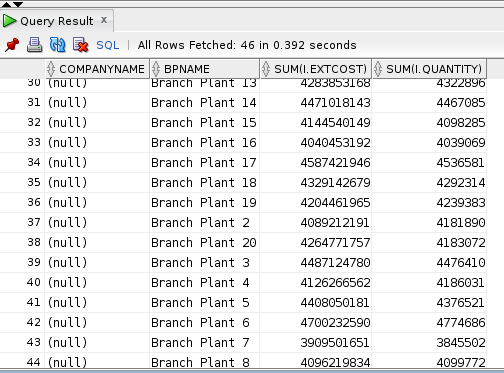 Query Result x
SQL | All Rows Fetched: 46 in 0.392 seconds
COMPANYNAME BPNAME SUM(I.EXTCOST) SUM(I.QUANTITY)
30 (null) Branch Plant 13 4283853168 4322896
31 (null) Branch Plant 14 4471018143 4467085
32 (null) Branch Plant 15 4144540149 4098285
33 (null) Branch Plant 16 4040453192 4039069
34 (null) Branch Plant 17 4587421946 4536581
35 (null) Branch Plant 18 4329142679 4292314
36 (null) Branch Plant 19 4204461965 4239383
37 (null) Branch Plant 2 4089212191 4181890
38 (null) Branch Plant 20 4264771757 4183072
39 (null) Branch Plant 3 4487124780 4476410
40 (null) Branch Plant 4 4126266562 4186031
41 (null) Branch Plant 5 4408050181 4376521
42 (null) Branch Plant 6 4700232590 4774686
43 (null) Branch Plant 7 3909501651 3845502
44 (null) Branch Plant 8 4096219834 4099772